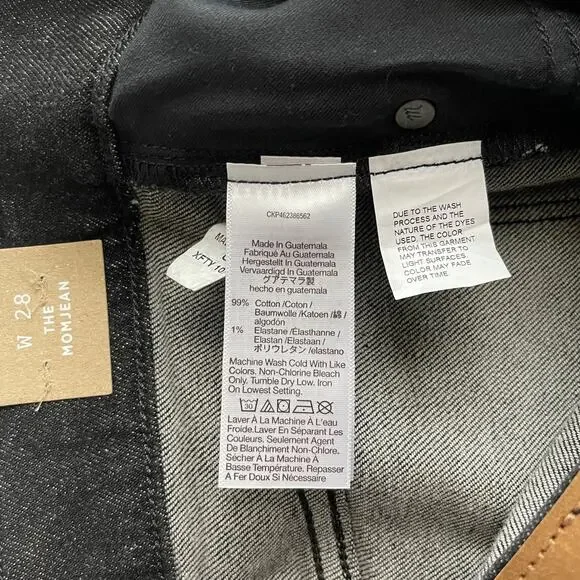 CKP462386562
Made In Guatemala
Fabriqué Au Guatemala
Hergestellt In Guatemala
Vervaardigd In Guatemala
グアテマラ製
hecho en guatemala
99% Cotton /Coton /
Baumwolle /Katoen /綿 /
algodón
1% Elastane /Élasthanne /
Elastan /Elastaan /
ポリウレタン /elastano
Machine Wash Cold With Like
Colors. Non-Chlorine Bleach
Only. Tumble Dry Low. Iron
On Lowest Setting.
30
Laver À La Machine À L'eau
Froide.Laver En Séparant Les
Couleurs. Seulement Agent
De Blanchiment Non-Chlore.
Sécher À La Machine À
Basse Température. Repasser
A Fer Doux Si Nécessaire
DUE TO THE WASH
PROCESS AND THE
NATURE OF THE DYES
USED, THE COLOR
FROM THIS GARMENT
MAY TRANSFER TO
LIGHT SURFACES.
COLOR MAY FADE
OVER TIME.
W 28
THE
MOMJEAN
XFTY10
m